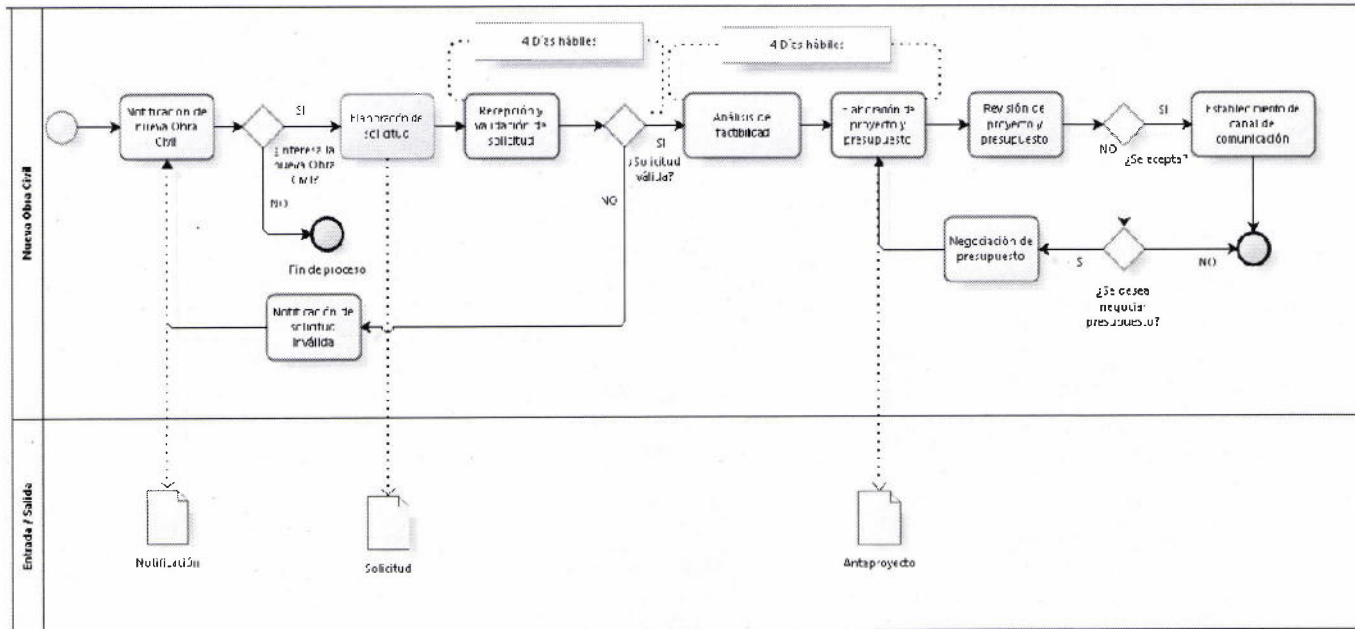 Nueva Obra Civil
4 Días hábiles
4 Días hábiles
Notificación de
nueva Obra
Civil
SI
¿Interesa la
nueva Obra
Civil?
NO
Fin de proceso
Elaboración de
solicitud
Recepción y
validación de
solicitud
SI
¿Solicitud
válida?
NO
Notificación de
solicitud
inválida
Análisis de
factibilidad
Elaboración de
proyecto y
presupuesto
Revisión de
proyecto y
presupuesto
SI
NO
¿Se acepta?
Establecimiento de
canal de
comunicación
Negociación de
presupuesto
S
NO
¿Se desea
negociar
presupuesto?
Entrada / Salida
Notificación
Solicitud
Anteproyecto